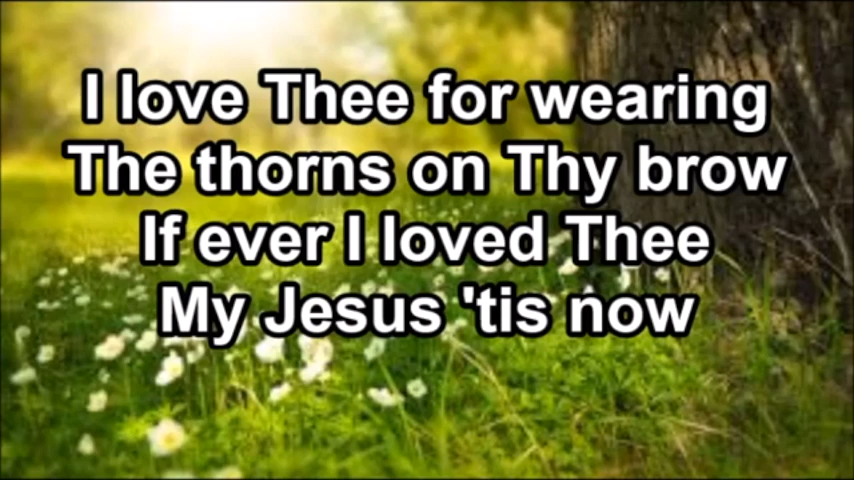 I love Thee for wearing
The thorns on Thy brow
If ever I loved Thee
My Jesus 'tis now